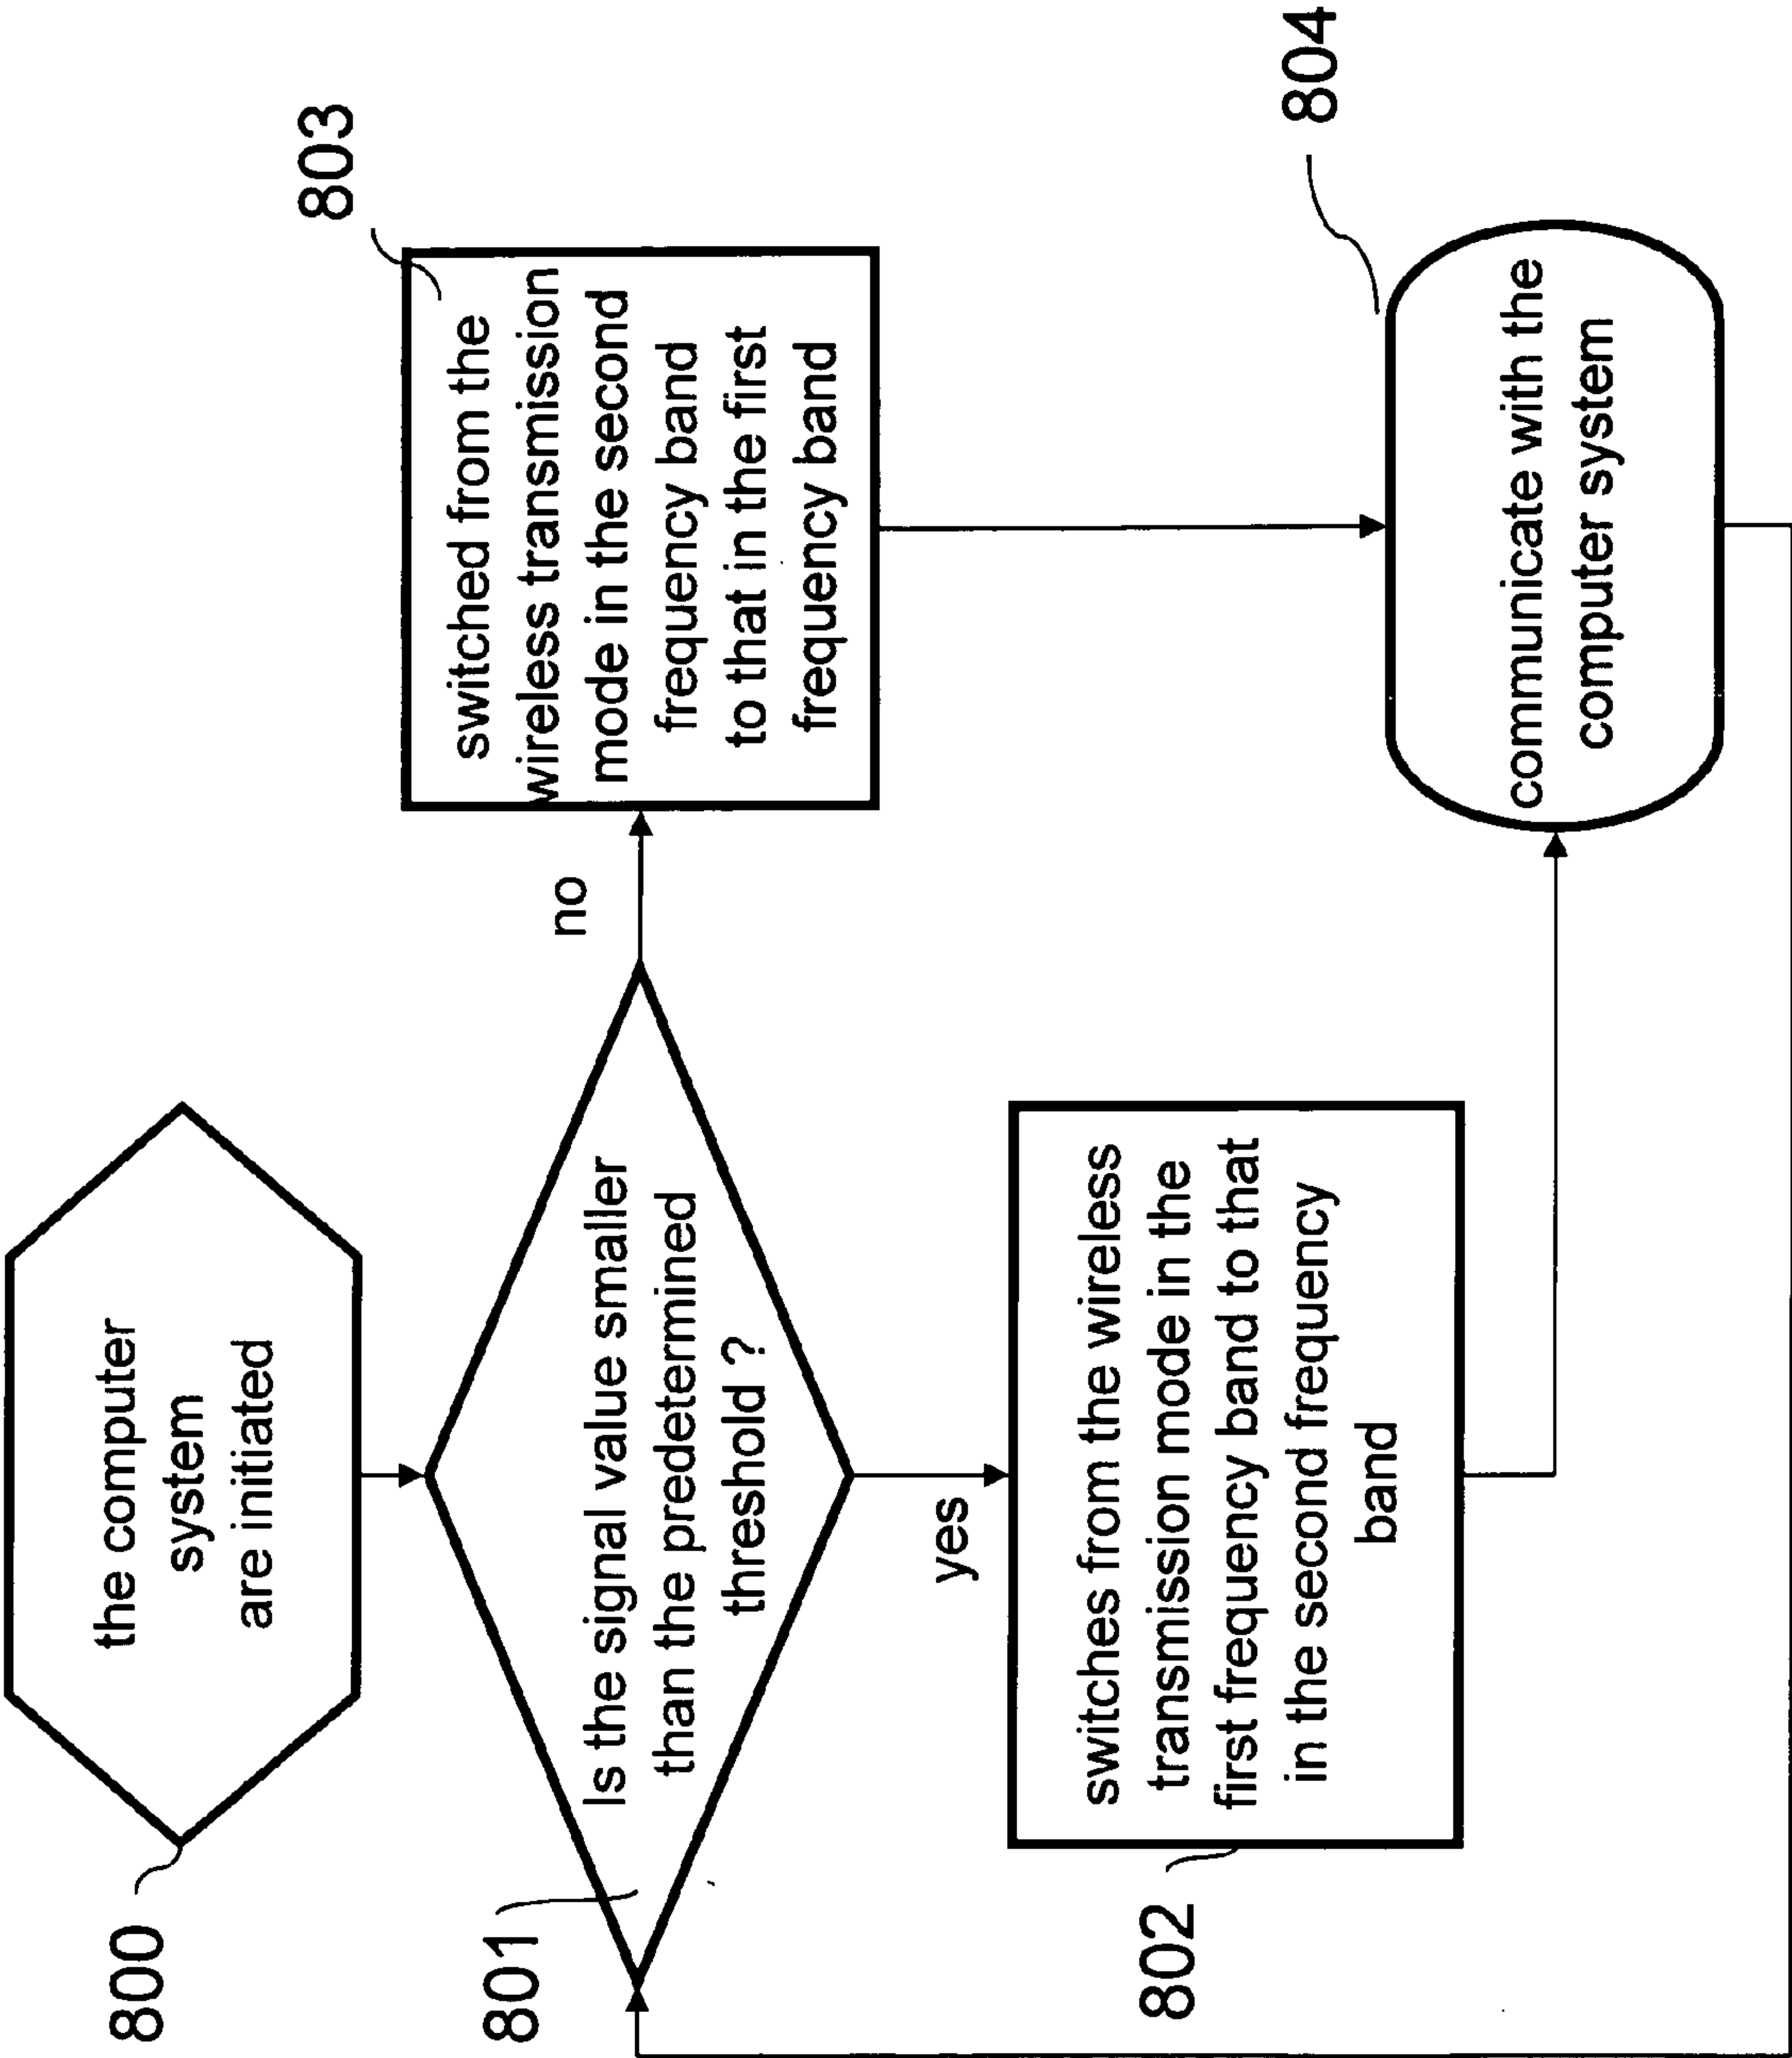 800
the computer
system
are initiated
801
Is the signal value smaller
than the predetermined
threshold ?
no
803
switched from the
wireless transmission
mode in the second
frequency band
to that in the first
frequency band
yes
802
switches from the wireless
transmission mode in the
first frequency band to that
in the second frequency
band
804
communicate with the
computer system